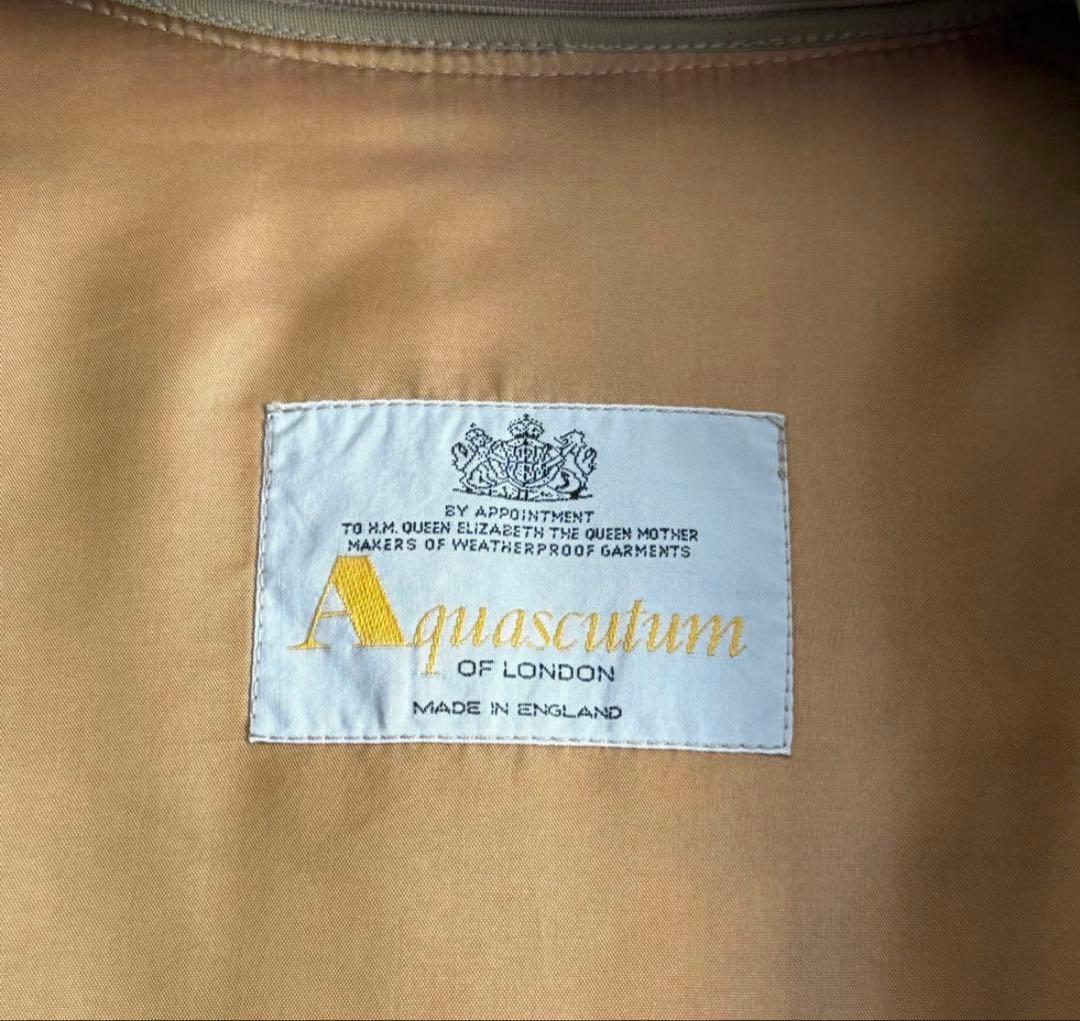 BY APPOINTMENT
TO H.M. QUEEN ELIZABETH THE QUEEN MOTHER
MAKERS OF WEATHERPROOF GARMENTS
Aquascutum
OF LONDON
MADE IN ENGLAND